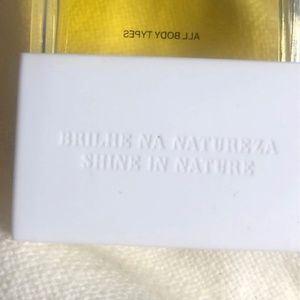 ALL BODY TYPES
BRILHE NA NATUREZA
SHINE IN NATURE